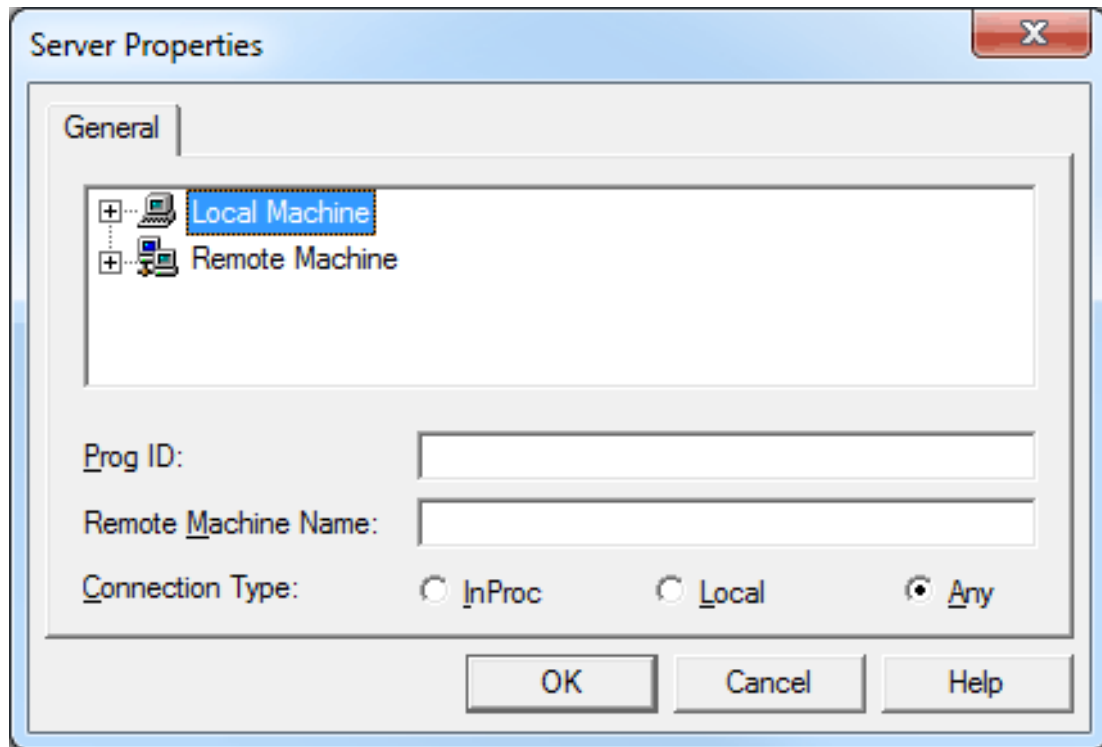 Server Properties
General
Local Machine
Remote Machine
Prog ID:
Remote Machine Name:
Connection Type: InProc Local Any
OK Cancel Help